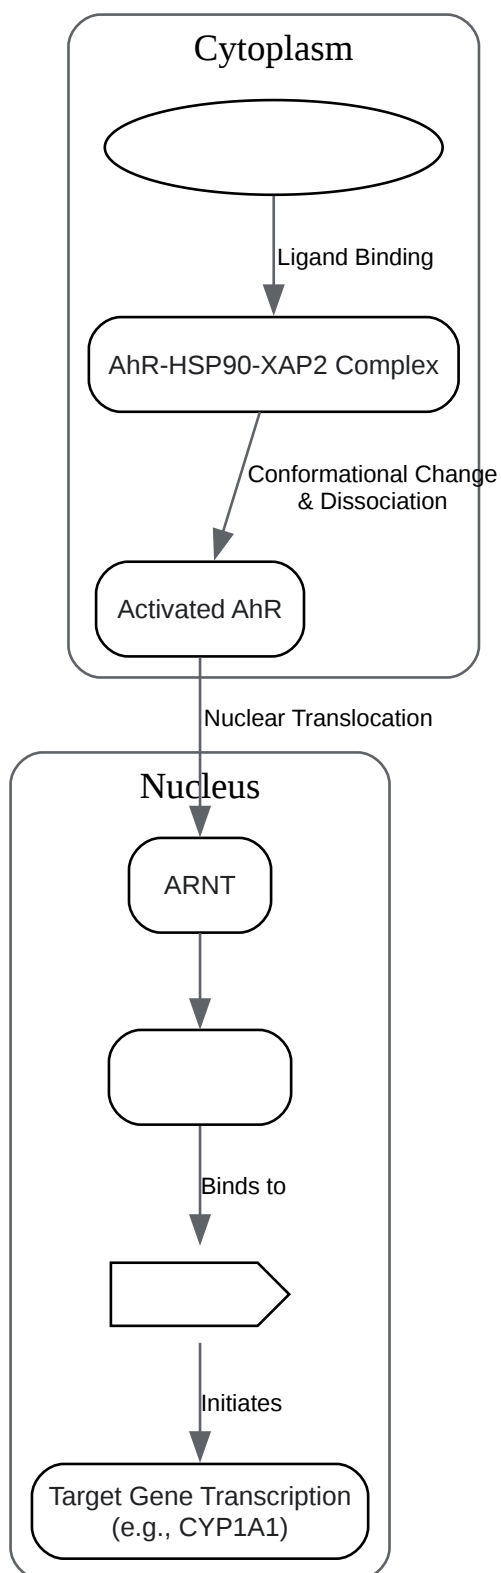 Cytoplasm
Ligand Binding
AhR-HSP90-XAP2 Complex
Conformational Change
& Dissociation
Activated AhR
Nuclear Translocation
Nucleus
ARNT
Binds to
Initiates
Target Gene Transcription
(e.g., CYP1A1)